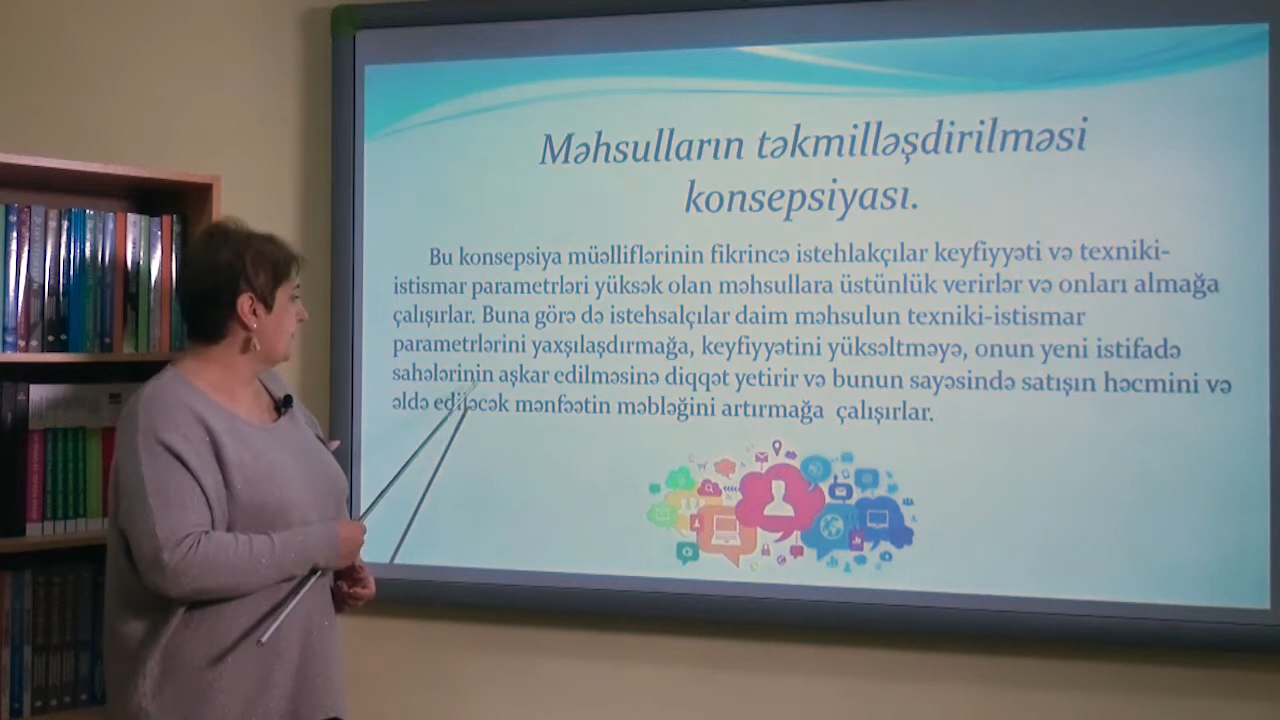 Məhsulların təkmilləşdirilməsi
konsepsiyası.
Bu konsepsiya müəlliflərinin fikrincə istehlakçılar keyfiyyəti və texniki-
istismar parametrləri yüksək olan məhsullara üstünlük verirlər və onları almağa
çalışırlar. Buna görə də istehsalçılar daim məhsulun texniki-istismar
parametrlərini yaxşılaşdırmağa, keyfiyyətini yüksəltməyə, onun yeni istifadə
sahələrinin aşkar edilməsinə diqqət yetirir və bunun sayəsində satışın həcmini və
əldə ediləcək mənfəətin məbləğini artırmağa çalışırlar.